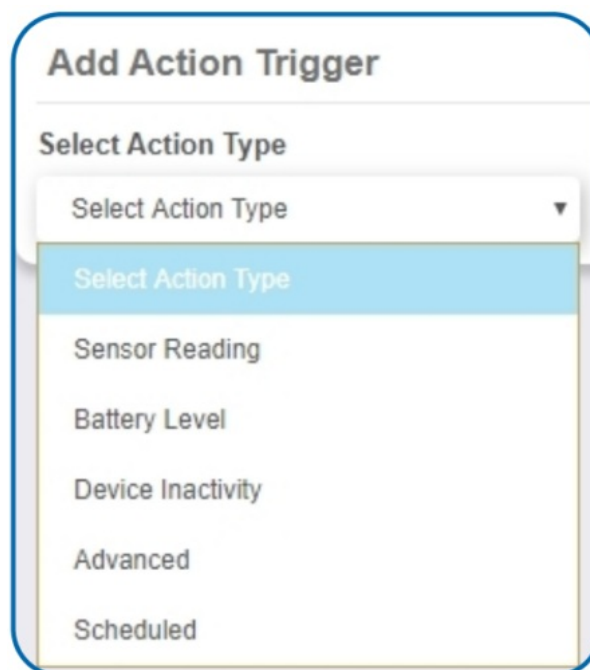 Add Action Trigger
Select Action Type
Select Action Type
Select Action Type
Sensor Reading
Battery Level
Device Inactivity
Advanced
Scheduled